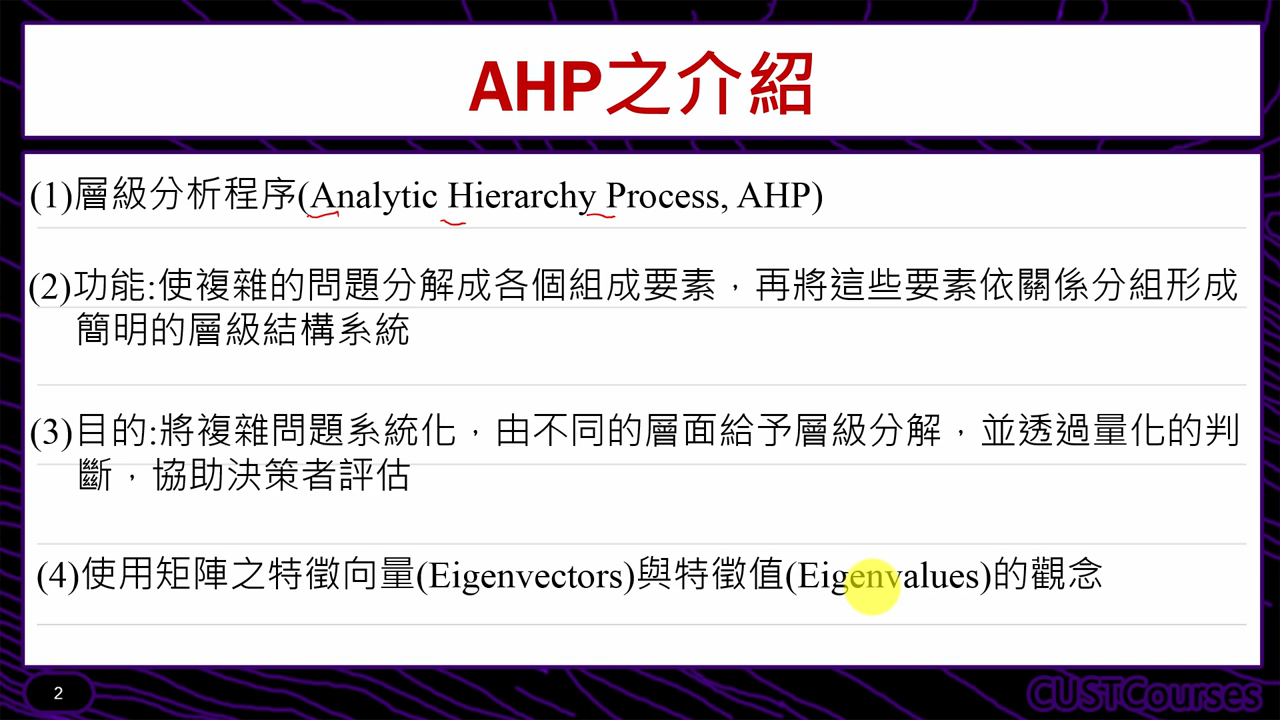 AHP之介紹
(1)層級分析程序(Analytic Hierarchy Process, AHP)
(2)功能:使複雜的問題分解成各個組成要素，再將這些要素依關係分組形成
簡明的層級結構系統
(3)目的:將複雜問題系統化，由不同的層面給予層級分解，並透過量化的判
斷，協助決策者評估
(4)使用矩陣之特徵向量(Eigenvectors)與特徵值(Eigenvalues)的觀念
2
CUSTCourses